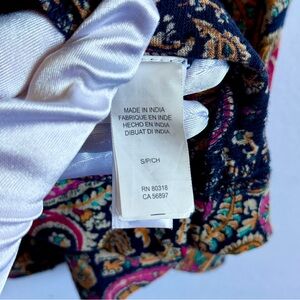 MADE IN INDIA
FABRIQUE EN INDE
HECHO EN INDIA
DIBUAT DI INDIA
S/P/CH
RN 80318
CA 56897